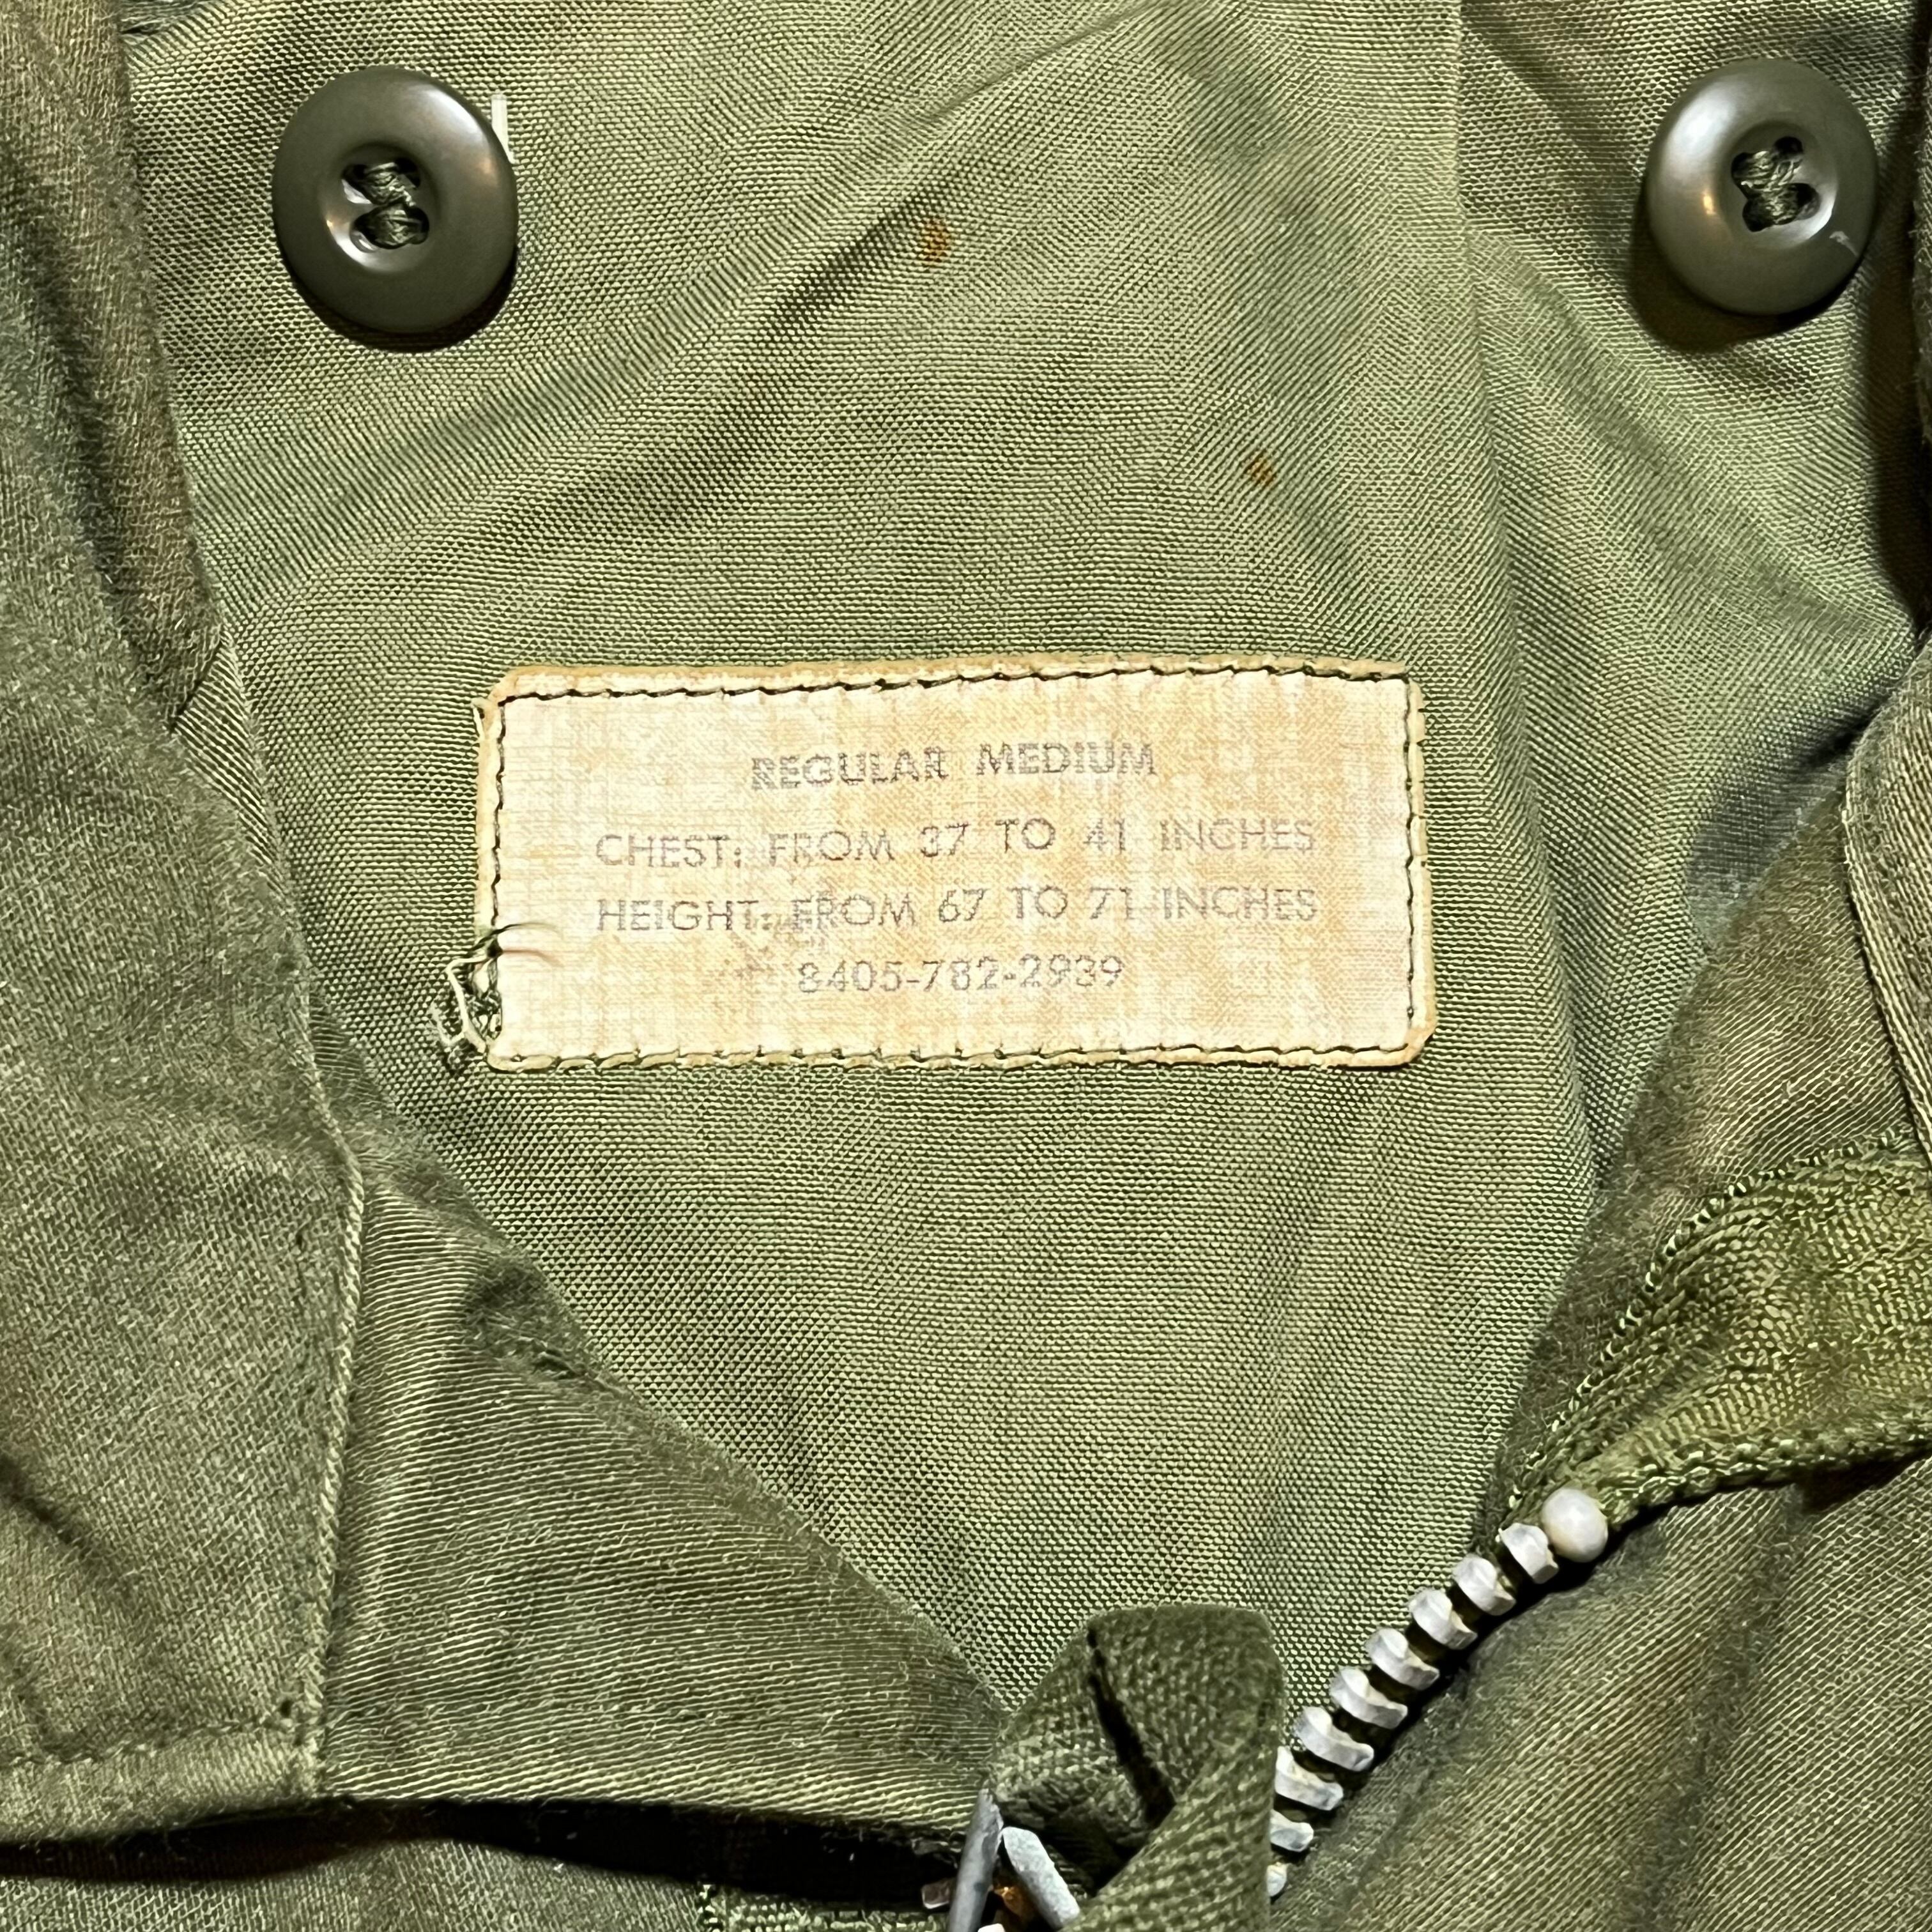 REGULAR MEDIUM
CHEST: FROM 37 TO 41 INCHES
HEIGHT: FROM 67 TO 71 INCHES
8405-782-2939